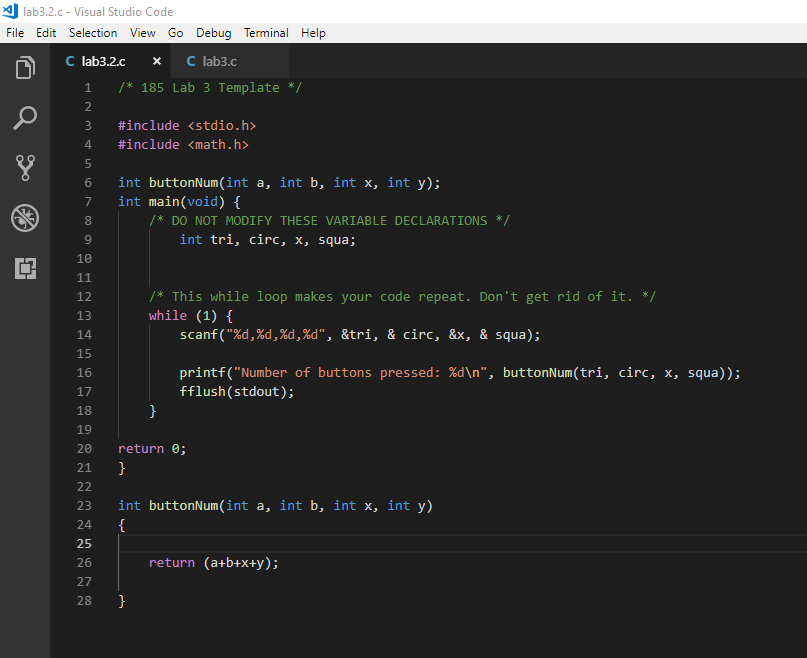 lab3.2.c - Visual Studio Code
File Edit Selection View Go Debug Terminal Help
C lab3.2.c × C lab3.c
1 /* 185 Lab 3 Template */
2
3 #include <stdio.h>
4 #include <math.h>
5
6 int buttonNum(int a, int b, int x, int y);
7 int main(void) {
8 /* DO NOT MODIFY THESE VARIABLE DECLARATIONS */
9 int tri, circ, x, squa;
10
11
12 /* This while loop makes your code repeat. Don't get rid of it. */
13 while (1) {
14 scanf("%d,%d,%d,%d", &tri, & circ, &x, & squa);
15
16 printf("Number of buttons pressed: %d\n", buttonNum(tri, circ, x, squa));
17 fflush(stdout);
18 }
19
20 return 0;
21 }
22
23 int buttonNum(int a, int b, int x, int y)
24 {
25
26 return (a+b+x+y);
27
28 }